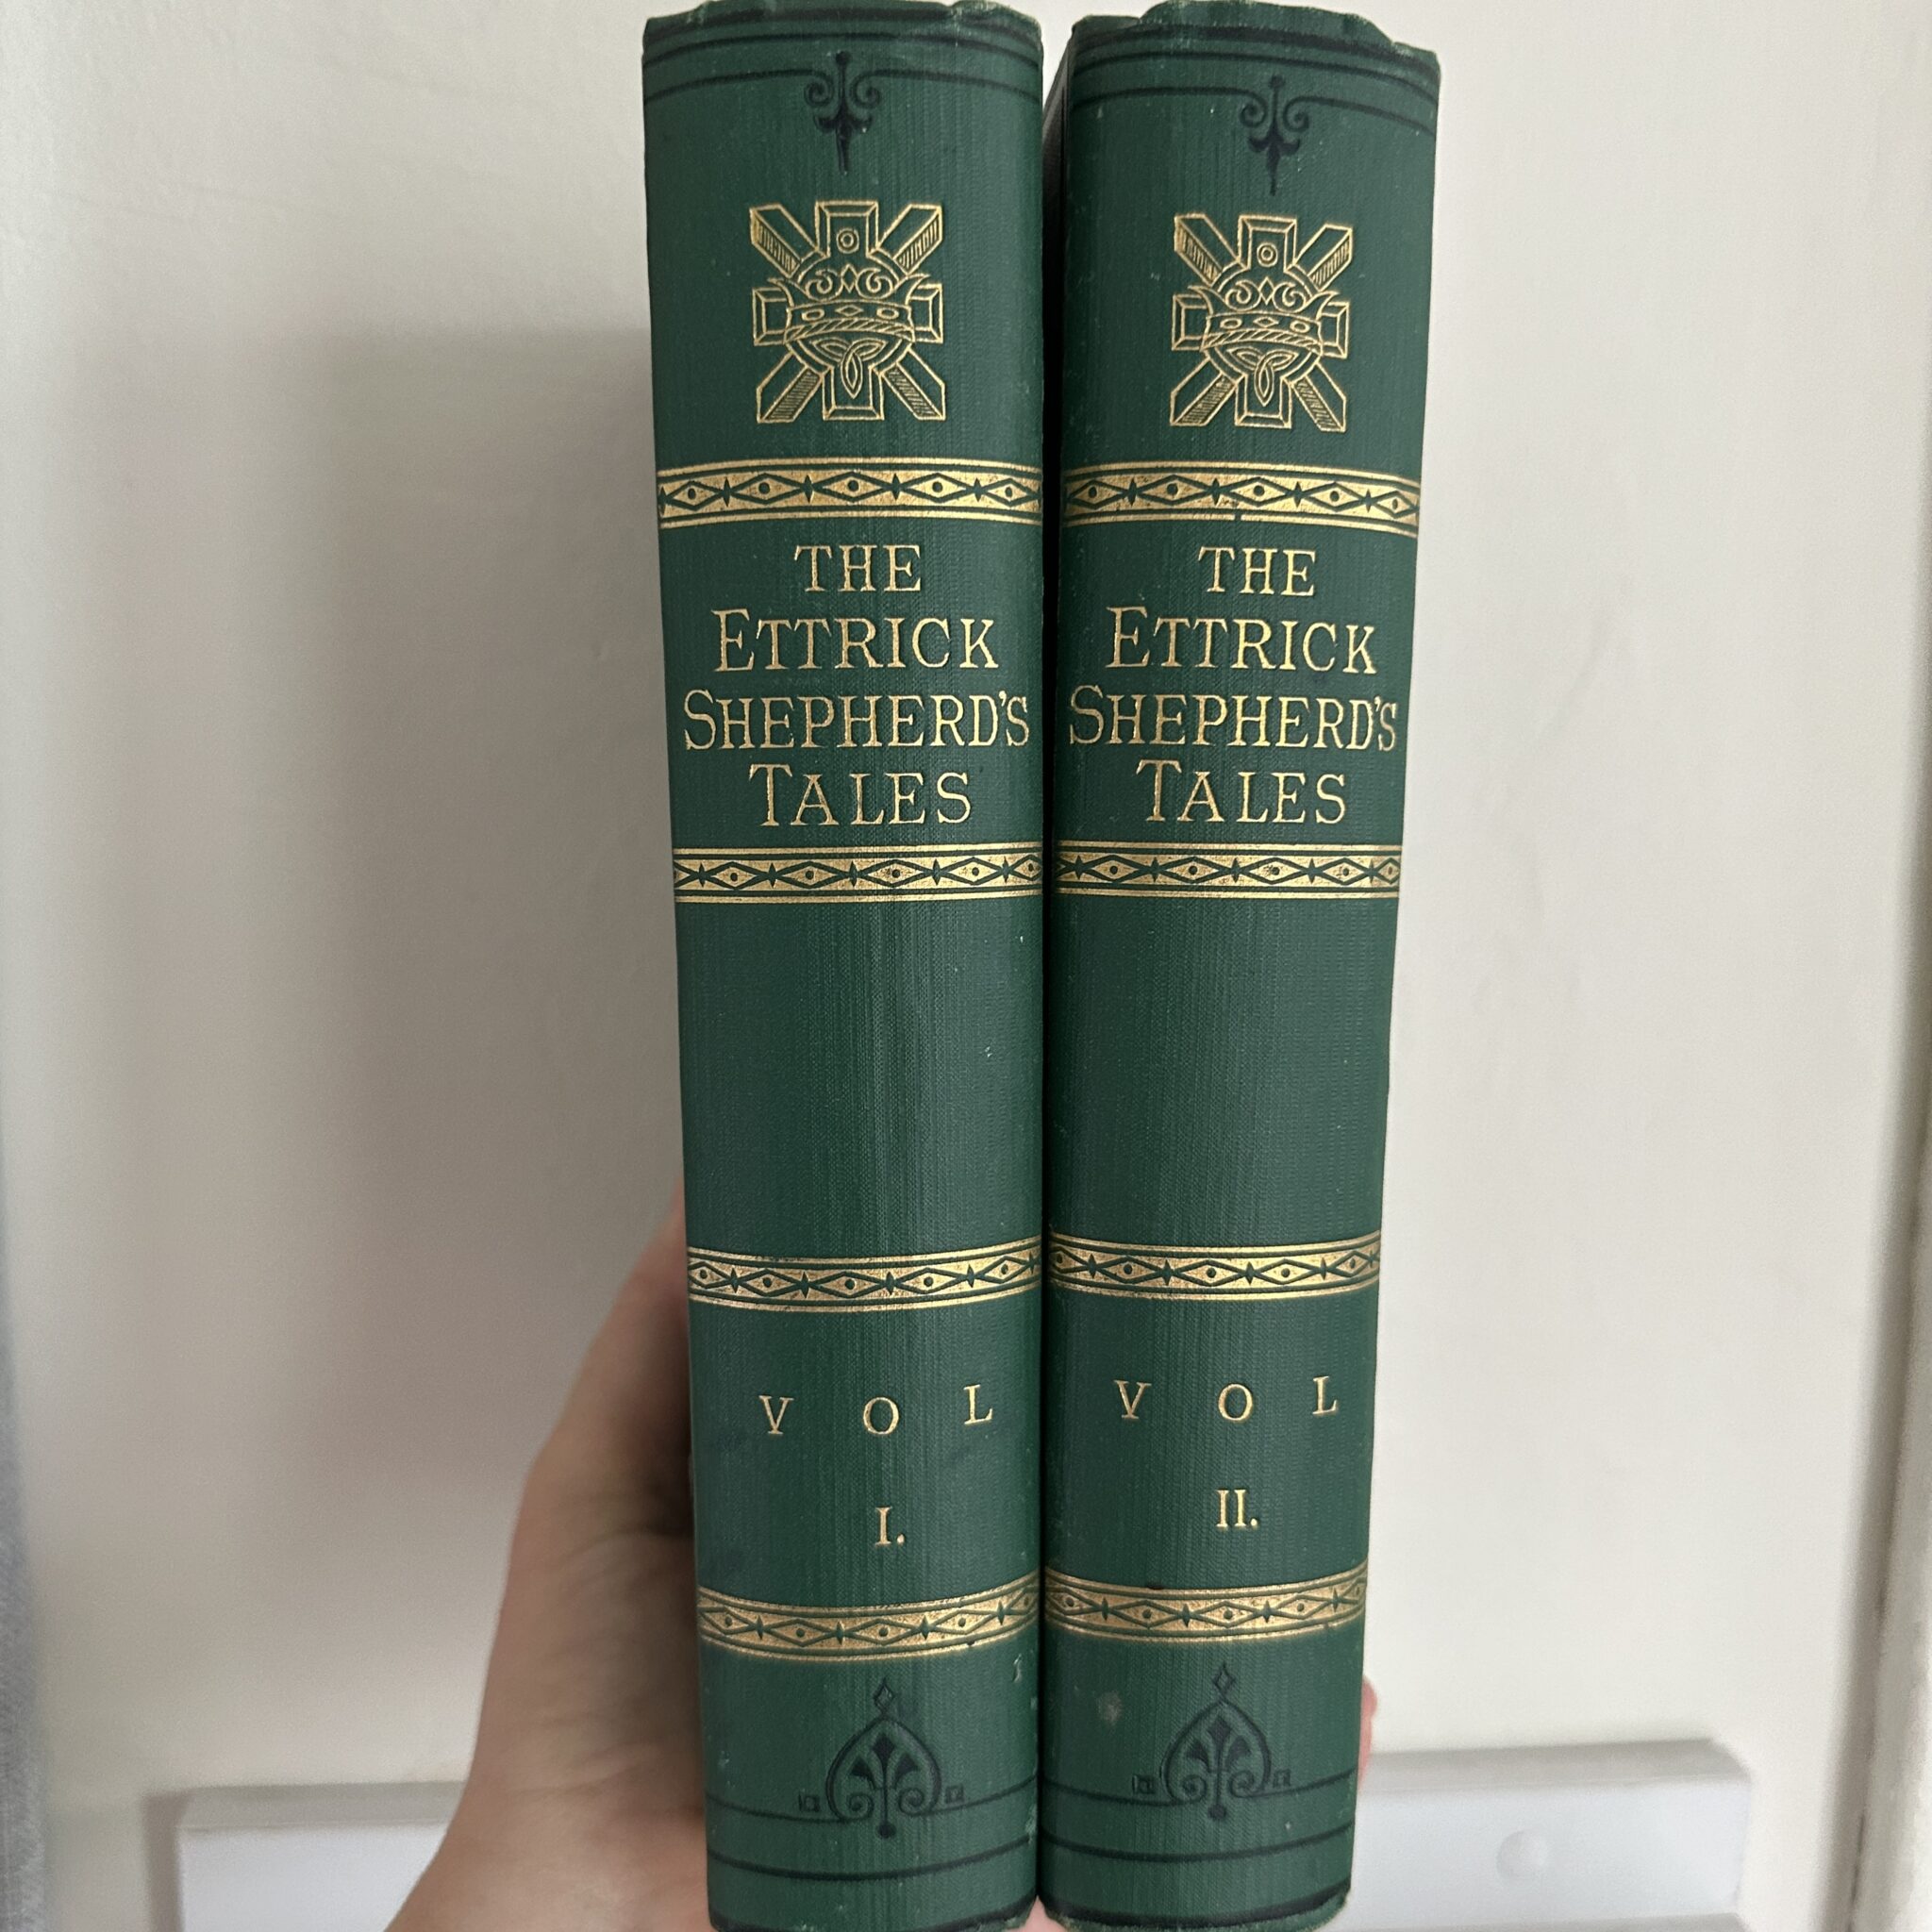 THE
ETTRICK
SHEPHERD'S
TALES
VOL
I.
THE
ETTRICK
SHEPHERD'S
TALES
VOL
II.